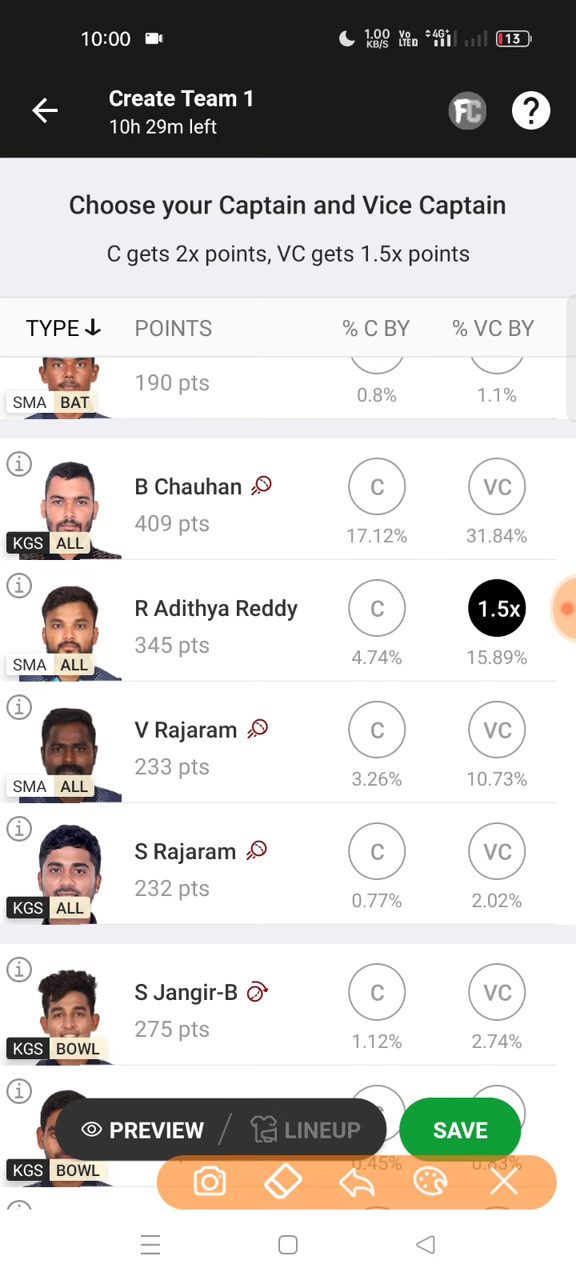 10:00
1.00 KB/S Vo LTED 4G+ 13
Create Team 1
10h 29m left
FC ?
Choose your Captain and Vice Captain
C gets 2x points, VC gets 1.5x points
TYPE POINTS % C BY % VC BY
190 pts
0.8% 1.1%
SMA BAT
B Chauhan C VC
409 pts
17.12% 31.84%
KGS ALL
R Adithya Reddy C 1.5x
345 pts
4.74% 15.89%
SMA ALL
V Rajaram C VC
233 pts
3.26% 10.73%
SMA ALL
S Rajaram C VC
232 pts
0.77% 2.02%
KGS ALL
S Jangir-B C VC
275 pts
1.12% 2.74%
KGS BOWL
PREVIEW / LINEUP SAVE
KGS BOWL